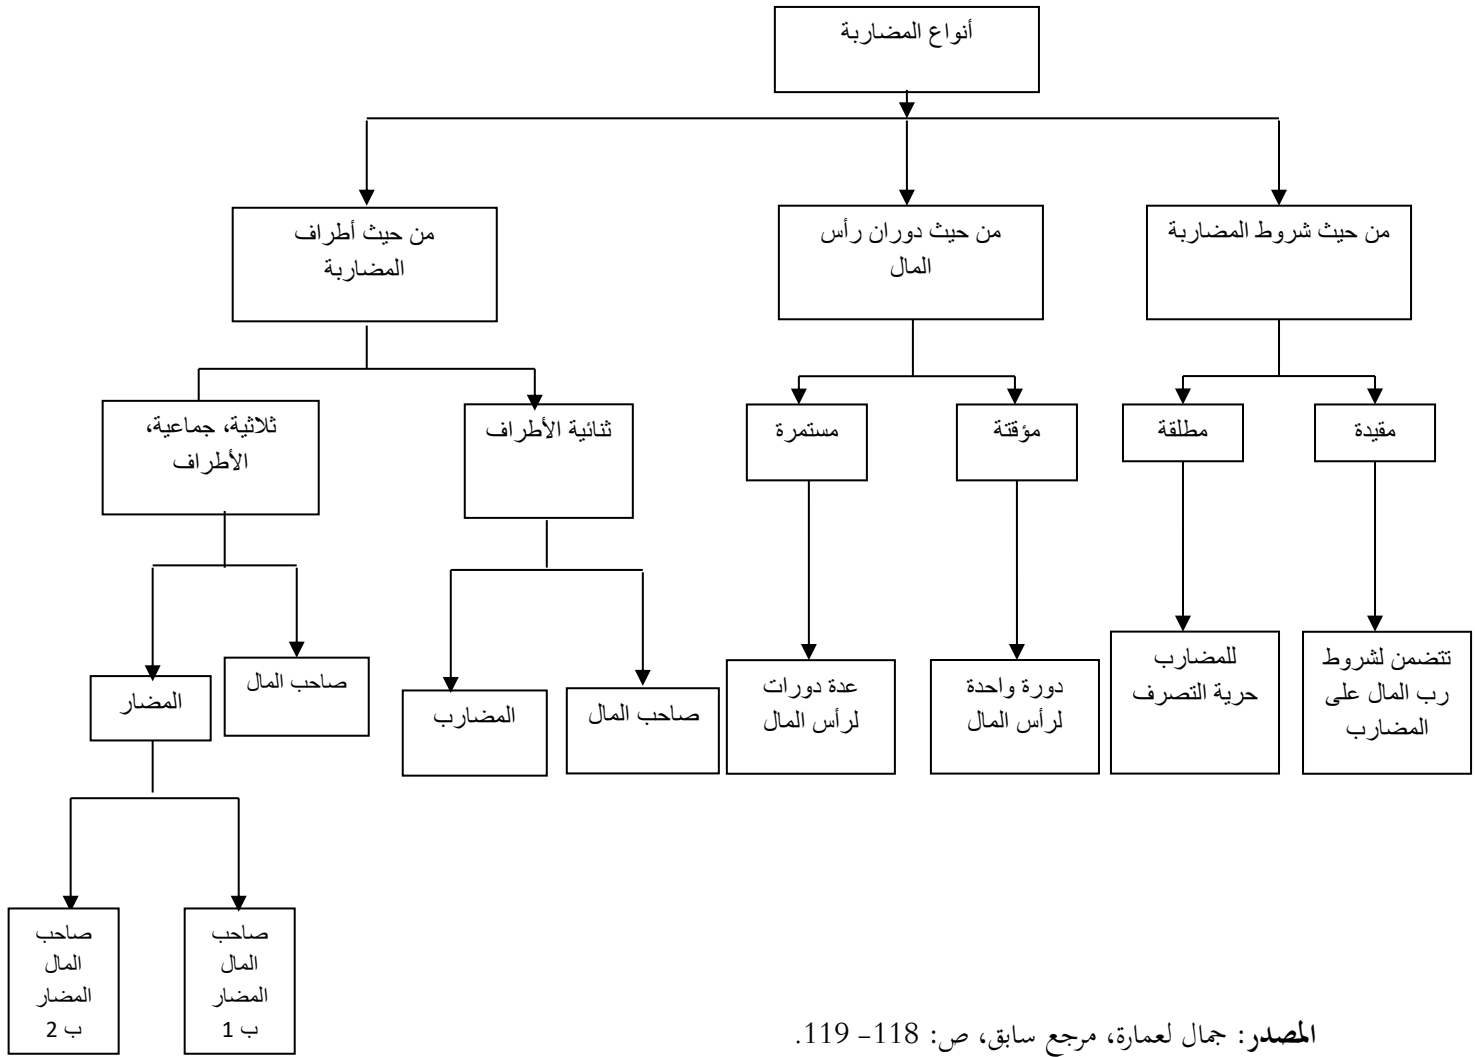 أنواع المضاربة
من حيث شروط المضاربة
من حيث دوران رأس
المال
من حيث أطراف
المضاربة
مقيدة
مطلقة
مؤقتة
مستمرة
ثنائية الأطراف
ثلاثية، جماعية،
الأطراف
تتضمن لشروط
رب المال على
المضارب
للمضارب
حرية التصرف
دورة واحدة
لرأس المال
عدة دورات
لرأس المال
صاحب المال
المضارب
صاحب المال
المضار
صاحب
المال
المضار
ب 1
صاحب
المال
المضار
ب 2
المصدر: جمال لعمارة، مرجع سابق، ص: 118- 119.